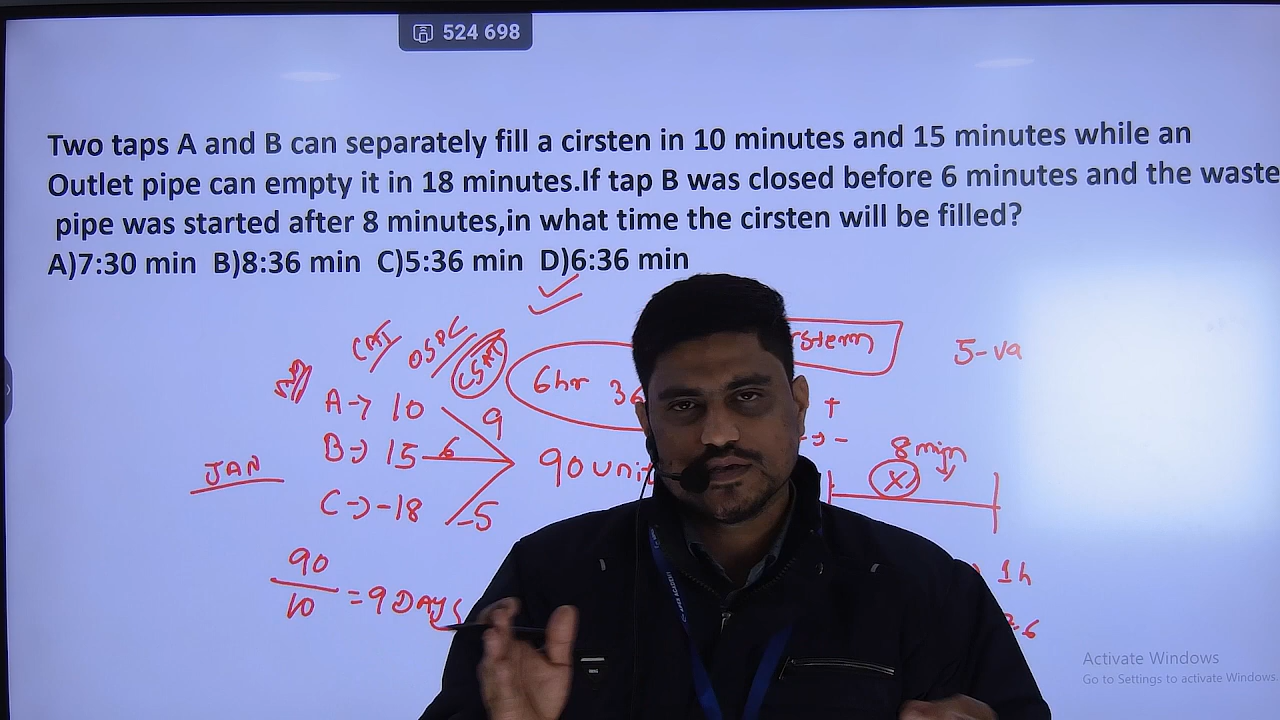 524 698
Two taps A and B can separately fill a cirsten in 10 minutes and 15 minutes while an
Outlet pipe can empty it in 18 minutes.If tap B was closed before 6 minutes and the waste
pipe was started after 8 minutes,in what time the cirsten will be filled?
A)7:30 min B)8:36 min C)5:36 min D)6:36 min
5-va
6hr 36
A-> 10 9
+
B-> 15 6
8 min
JAN
90 unit
x
C-> -18 -5
90
10
= 9 DAYS
1h
Activate Windows
Go to Settings to activate Windows.